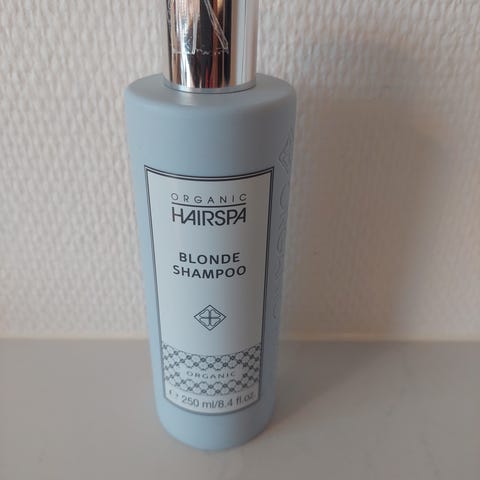 ORGANIC
HAIRSPA
BLONDE
SHAMPOO
ORGANIC
℮ 250 ml/8.4 fl.oz.